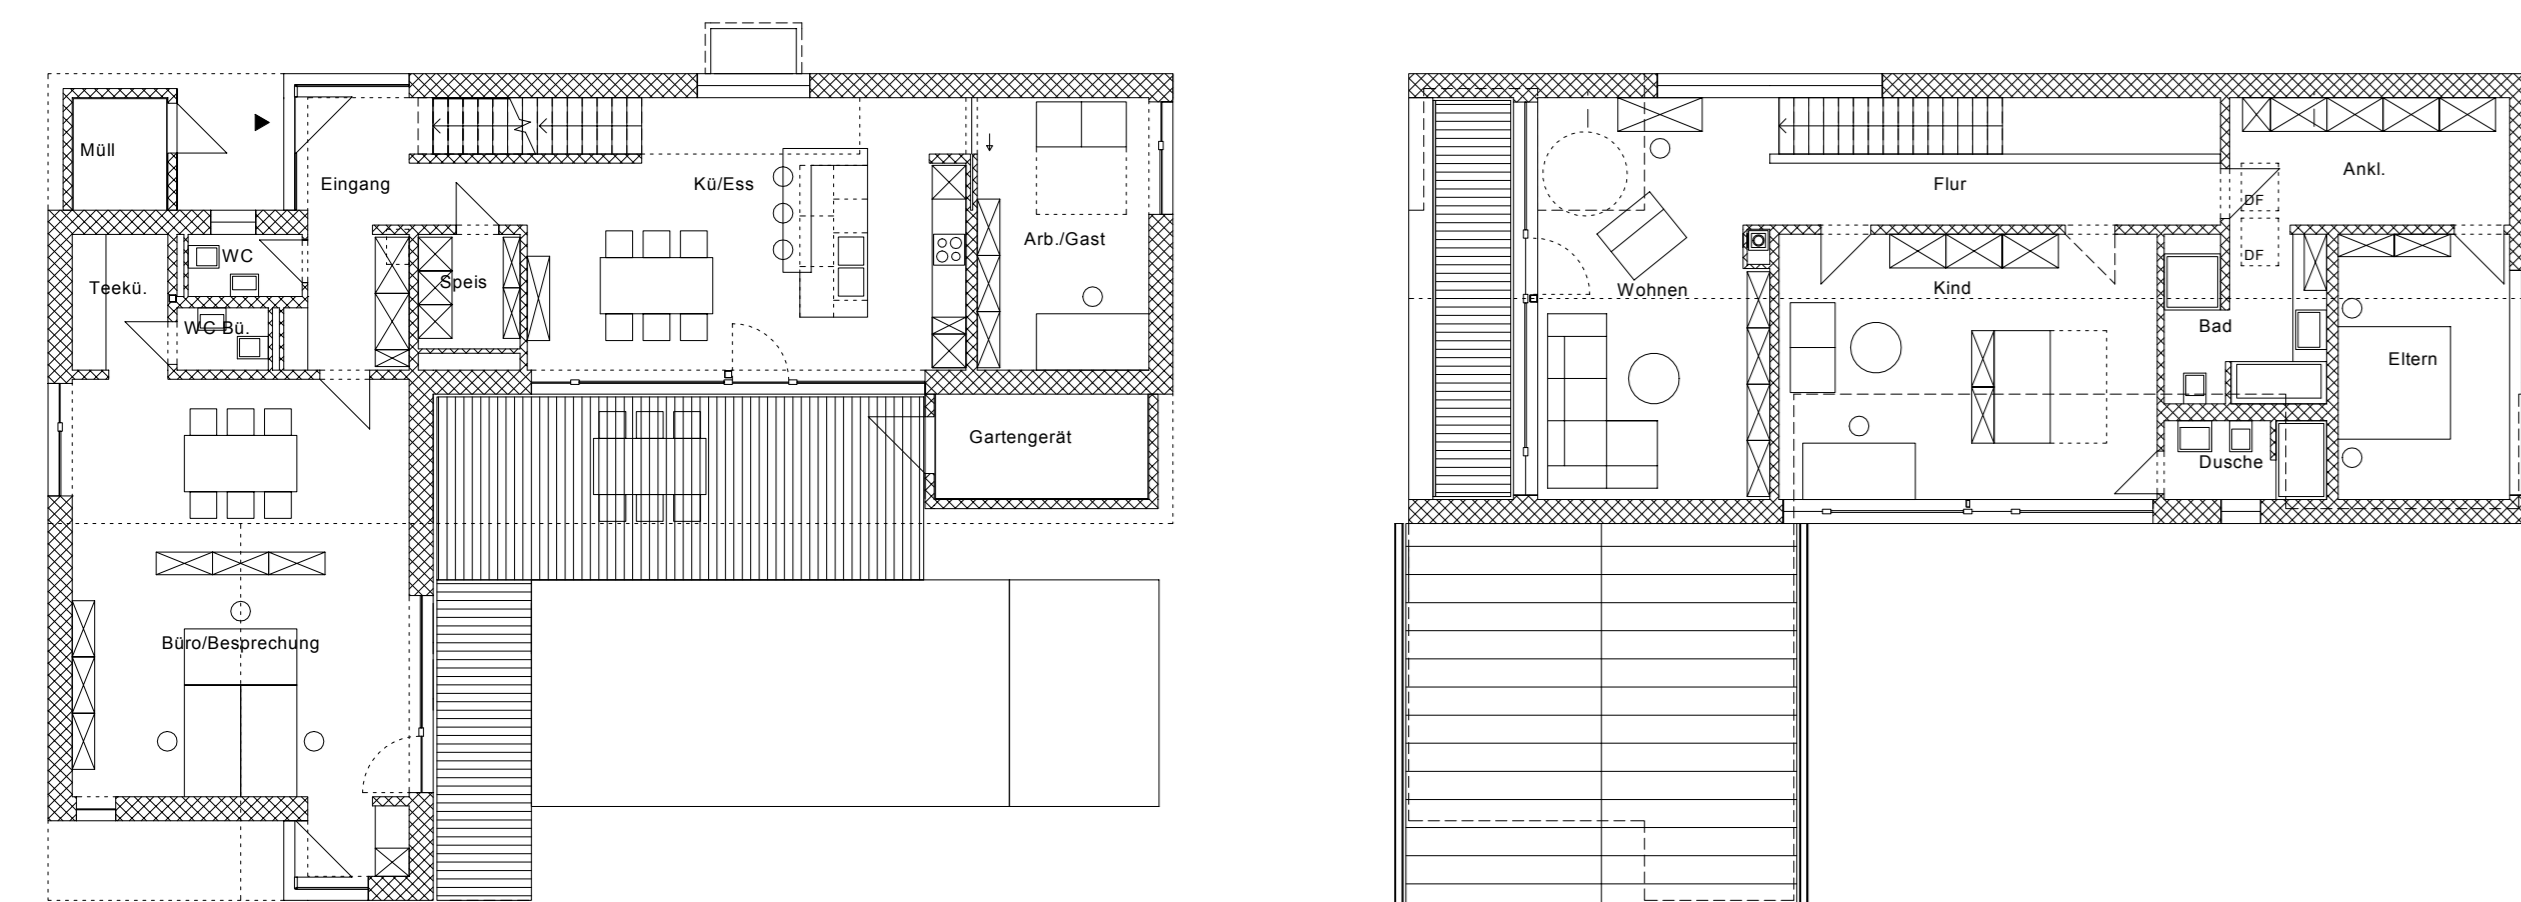 Müll
Eingang
Kü/Ess
Arb./Gast
WC
Teekü.
Speis
WC Bü.
Gartengerät
Büro/Besprechung
Ankl.
Flur
DF
DF
Wohnen
Kind
Bad
Eltern
Dusche